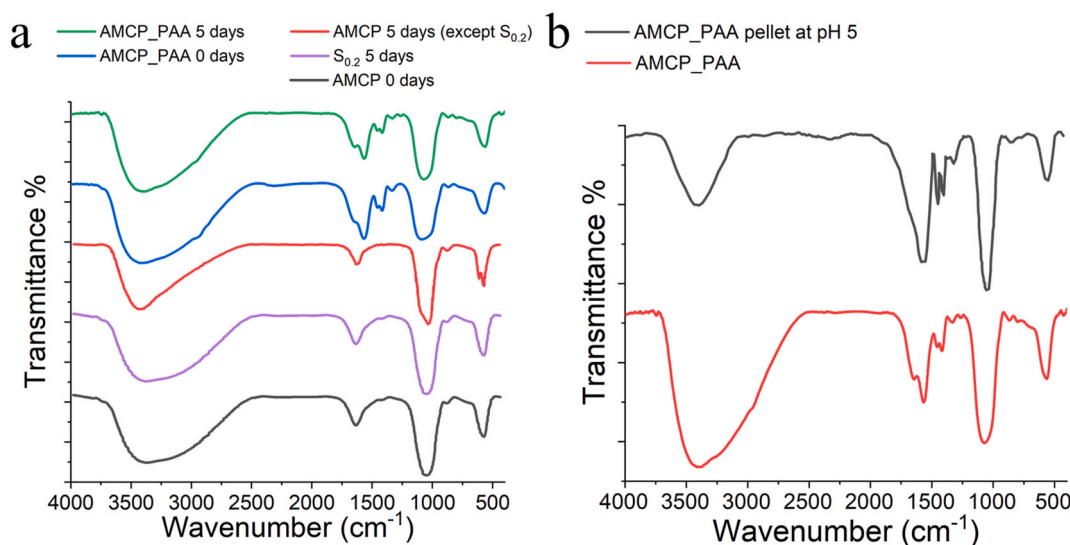 a
AMCP_PAA 5 days
AMCP_PAA 0 days
AMCP 5 days (except S0.2)
S0.2 5 days
AMCP 0 days
Transmittance %
4000 3500 3000 2500 2000 1500 1000 500
Wavenumber (cm-1)
b
AMCP_PAA pellet at pH 5
AMCP_PAA
Transmittance %
4000 3500 3000 2500 2000 1500 1000 500
Wavenumber (cm-1)